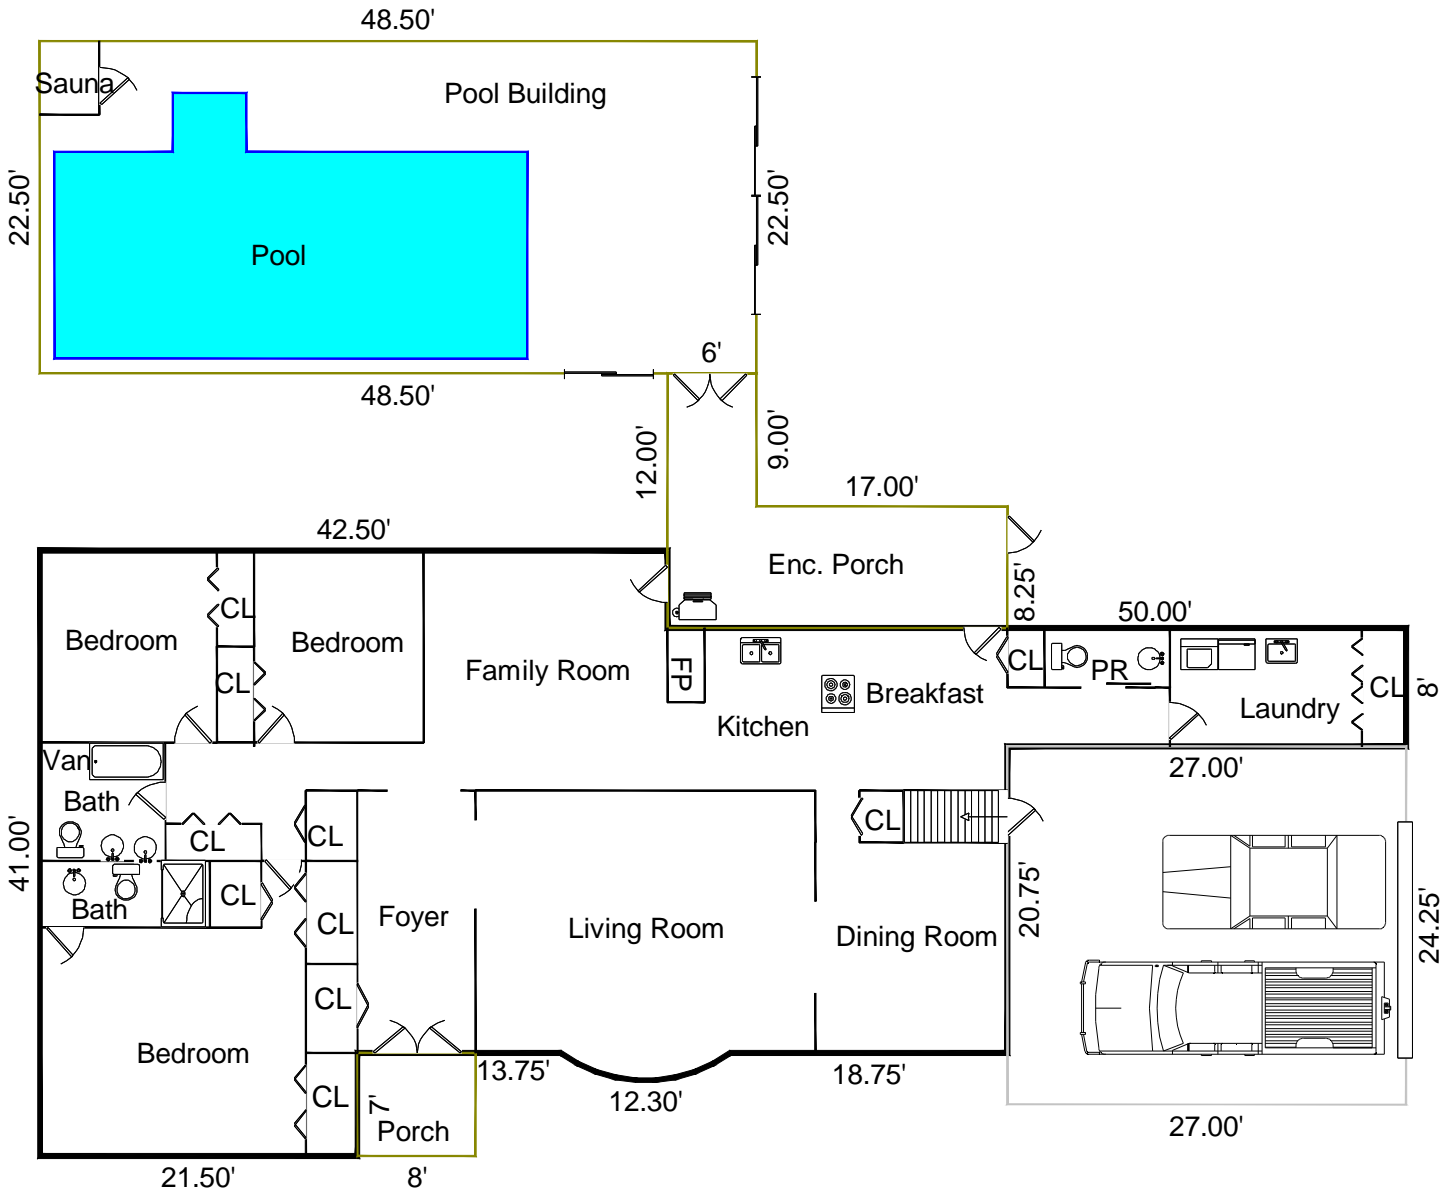 48.50'
Sauna
Pool Building
22.50'
22.50'
Pool
6'
48.50'
12.00'
9.00'
17.00'
42.50'
Enc. Porch
8.25'
50.00'
CL
Bedroom
Bedroom
Family Room
FP
CL
PR
CL
Breakfast
CL
8'
Kitchen
Laundry
Van
27.00'
Bath
CL
CL
CL
41.00'
20.75'
24.25'
CL
Bath
CL
Foyer
Living Room
Dining Room
CL
Bedroom
13.75'
18.75'
CL
7'
12.30'
Porch
27.00'
21.50'
8'